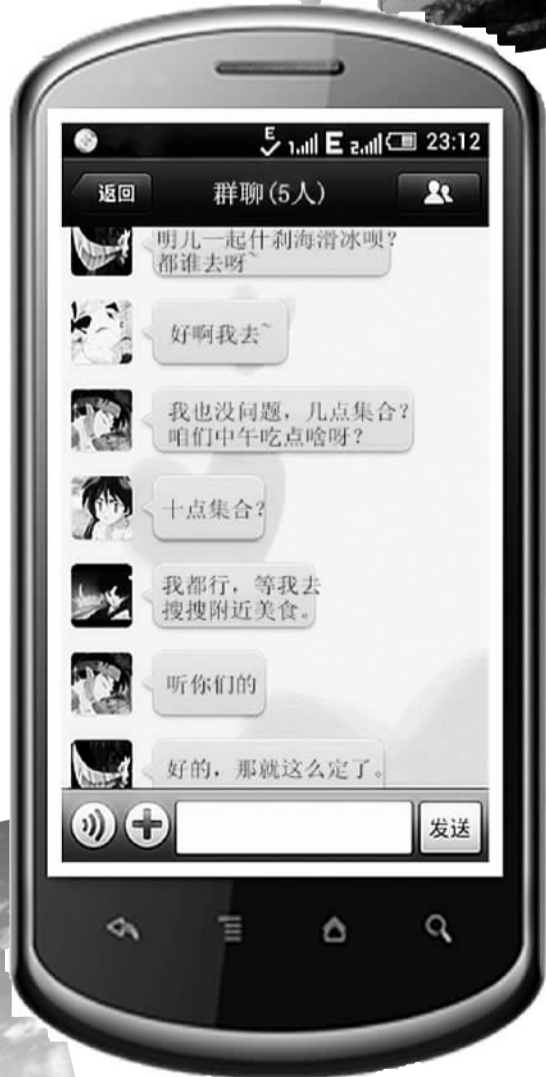 E 1. E 2. 23:12
返回 群聊(5人)
明儿一起什刹海滑冰呗?
都谁去呀~
好啊我去~
我也没问题，几点集合?
咱们中午吃点啥呀?
十点集合?
我都行，等我去
搜搜附近美食。
听你们的
好的，那就这么定了。
发送